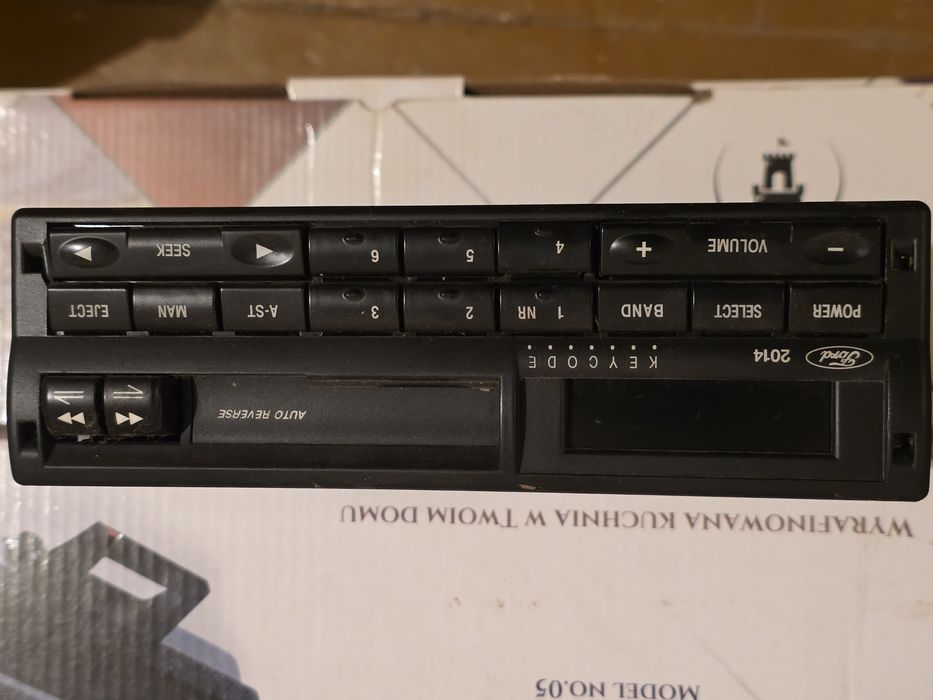 MODEL NO.05
WYRAFINOWANA KUCHNIA W TWOIM DOMU
AUTO REVERSE
Ford 2014 KEYCODE
POWER SELECT BAND 1 NR 2 3 A-ST MAN EJECT
− VOLUME + 4 5 6 SEEK